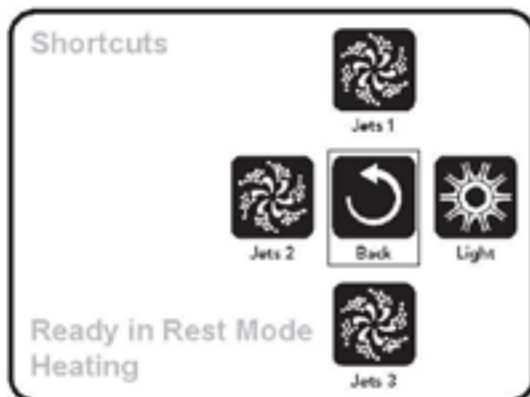 Shortcuts
Jets 1
Jets 2
Back
Light
Ready in Rest Mode
Heating
Jets 3